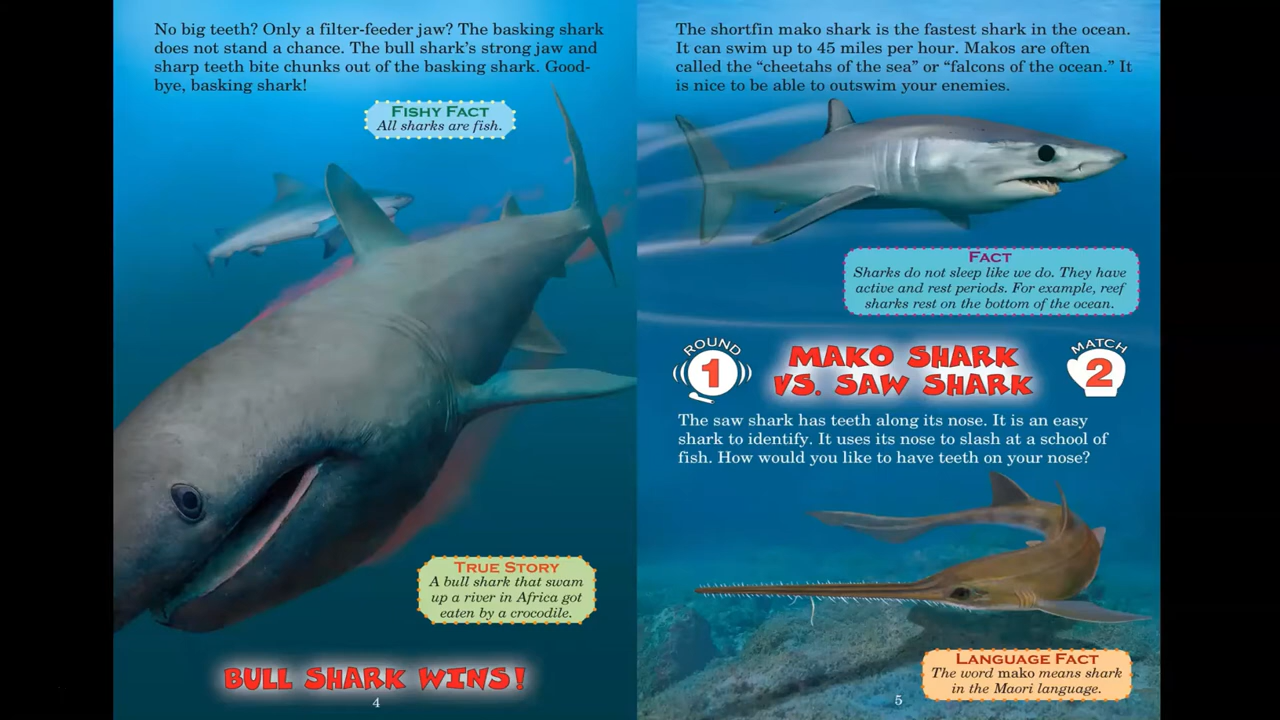 No big teeth? Only a filter-feeder jaw? The basking shark
does not stand a chance. The bull shark's strong jaw and
sharp teeth bite chunks out of the basking shark. Good-
bye, basking shark!
FISHY FACT
All sharks are fish.
TRUE STORY
A bull shark that swam
up a river in Africa got
eaten by a crocodile.
BULL SHARK WINS!
4
The shortfin mako shark is the fastest shark in the ocean.
It can swim up to 45 miles per hour. Makos are often
called the “cheetahs of the sea” or “falcons of the ocean.” It
is nice to be able to outswim your enemies.
FACT
Sharks do not sleep like we do. They have
active and rest periods. For example, reef
sharks rest on the bottom of the ocean.
ROUND
1
MAKO SHARK
VS. SAW SHARK
MATCH
2
The saw shark has teeth along its nose. It is an easy
shark to identify. It uses its nose to slash at a school of
fish. How would you like to have teeth on your nose?
LANGUAGE FACT
The word mako means shark
in the Maori language.
5